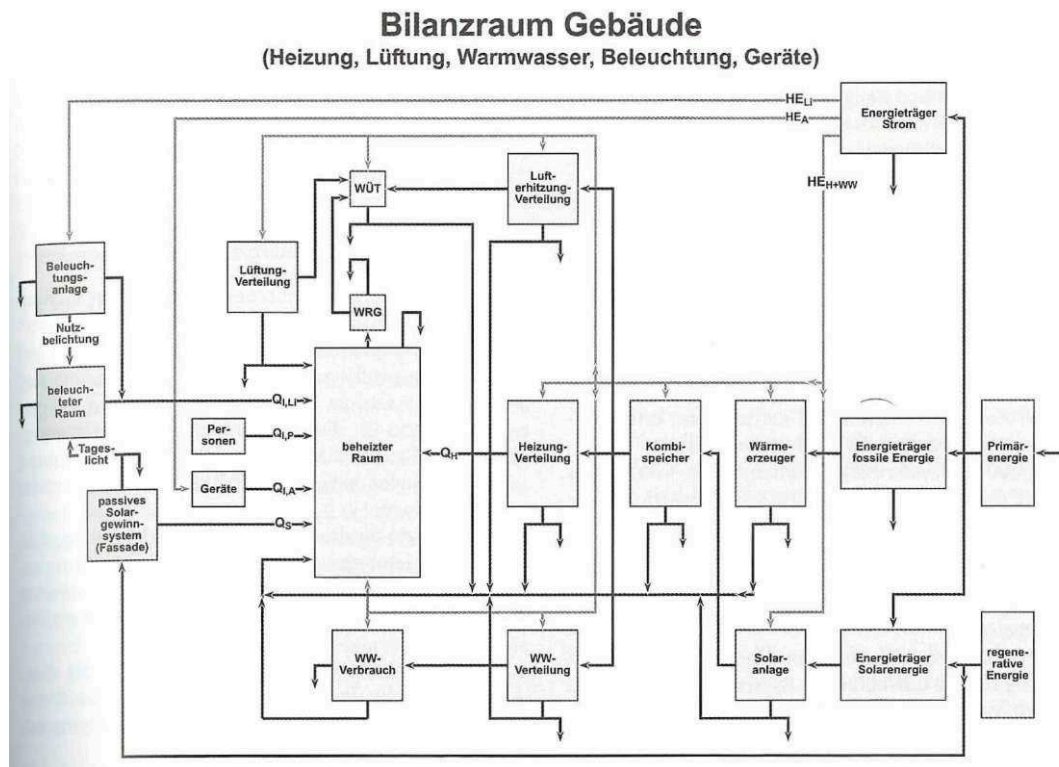 Bilanzraum Gebäude
(Heizung, Lüftung, Warmwasser, Beleuchtung, Geräte)
HE_Li
HE_A
Energieträger
Strom
HE_H+WW
WÜT
Luft-
erhitzung-
Verteilung
Beleuch-
tungs-
anlage
Lüftung-
Verteilung
WRG
Nutz-
belichtung
beleuch-
teter
Raum
Q_I,Li
Per-
sonen
Q_I,P
beheizter
Raum
Q_H
Heizung-
Verteilung
Kombi-
speicher
Wärme-
erzeuger
Energieträger
fossile Energie
Primär-
energie
Tages-
licht
Geräte
Q_I,A
passives
Solar-
gewinn-
system
(Fassade)
Q_S
WW-
Verbrauch
WW-
Verteilung
Solar-
anlage
Energieträger
Solarenergie
regene-
rative
Energie